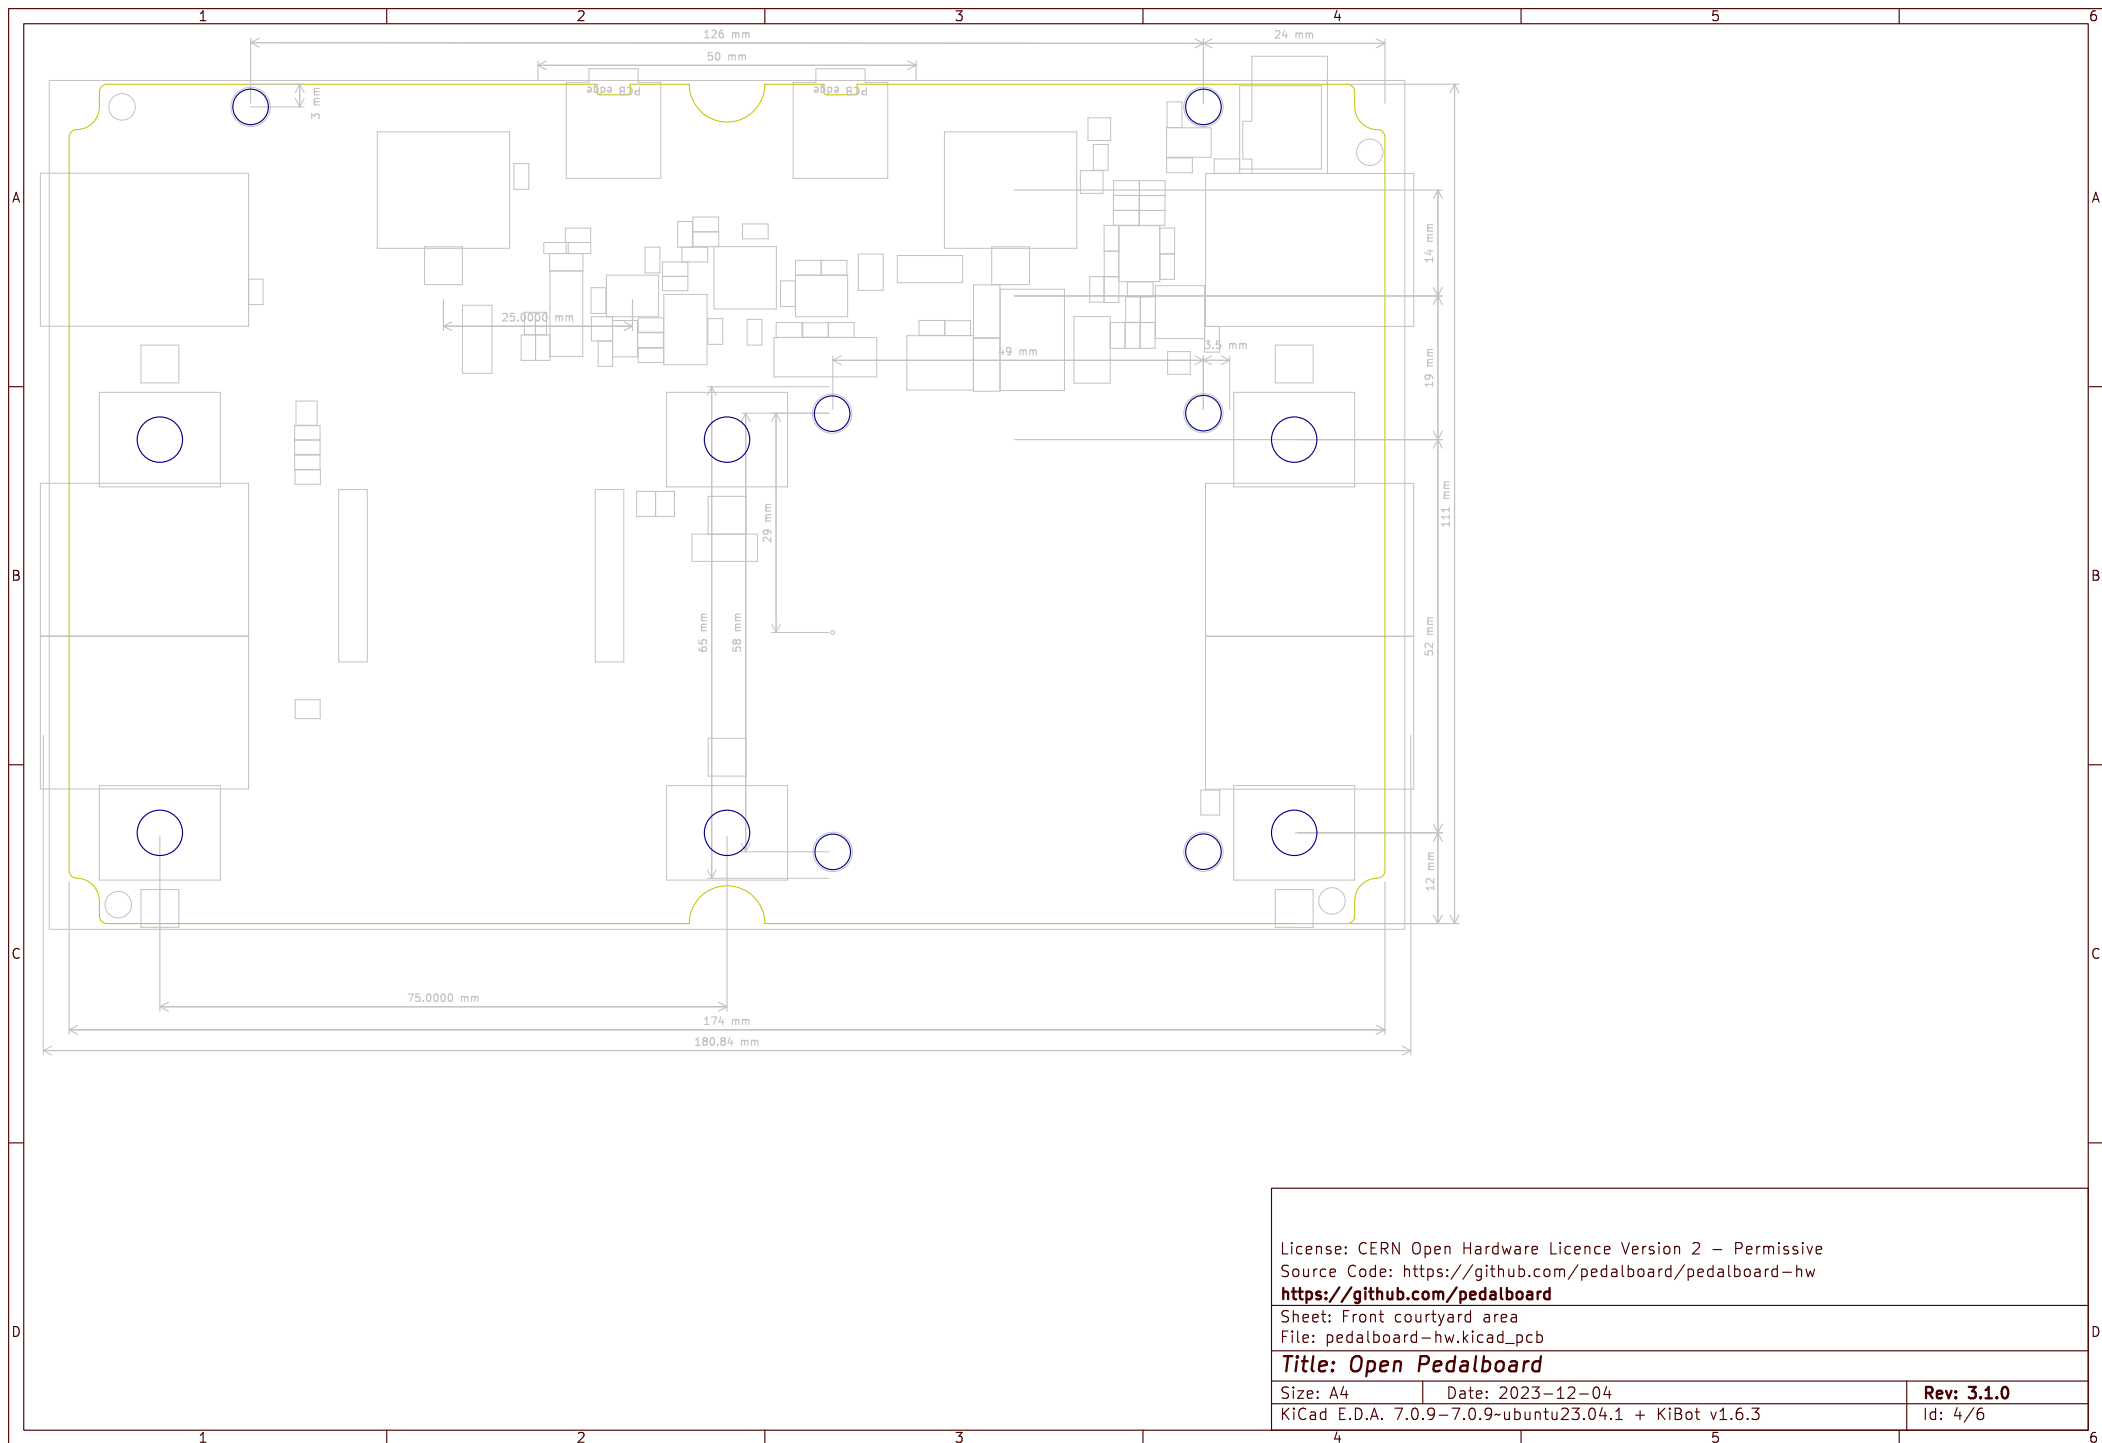 1 2 3 4 5 6
126 mm
24 mm
50 mm
3 mm
PCB edge
PCB edge
A
A
14 mm
25.0000 mm
49 mm
3.5 mm
19 mm
111 mm
29 mm
B
B
65 mm
58 mm
52 mm
12 mm
C
C
75.0000 mm
174 mm
180.84 mm
License: CERN Open Hardware Licence Version 2 - Permissive
Source Code: https://github.com/pedalboard/pedalboard-hw
https://github.com/pedalboard
Sheet: Front courtyard area
D
D
File: pedalboard-hw.kicad_pcb
Title: Open Pedalboard
Size: A4 Date: 2023-12-04 Rev: 3.1.0
KiCad E.D.A. 7.0.9-7.0.9~ubuntu23.04.1 + KiBot v1.6.3 Id: 4/6
1 2 3 4 5 6